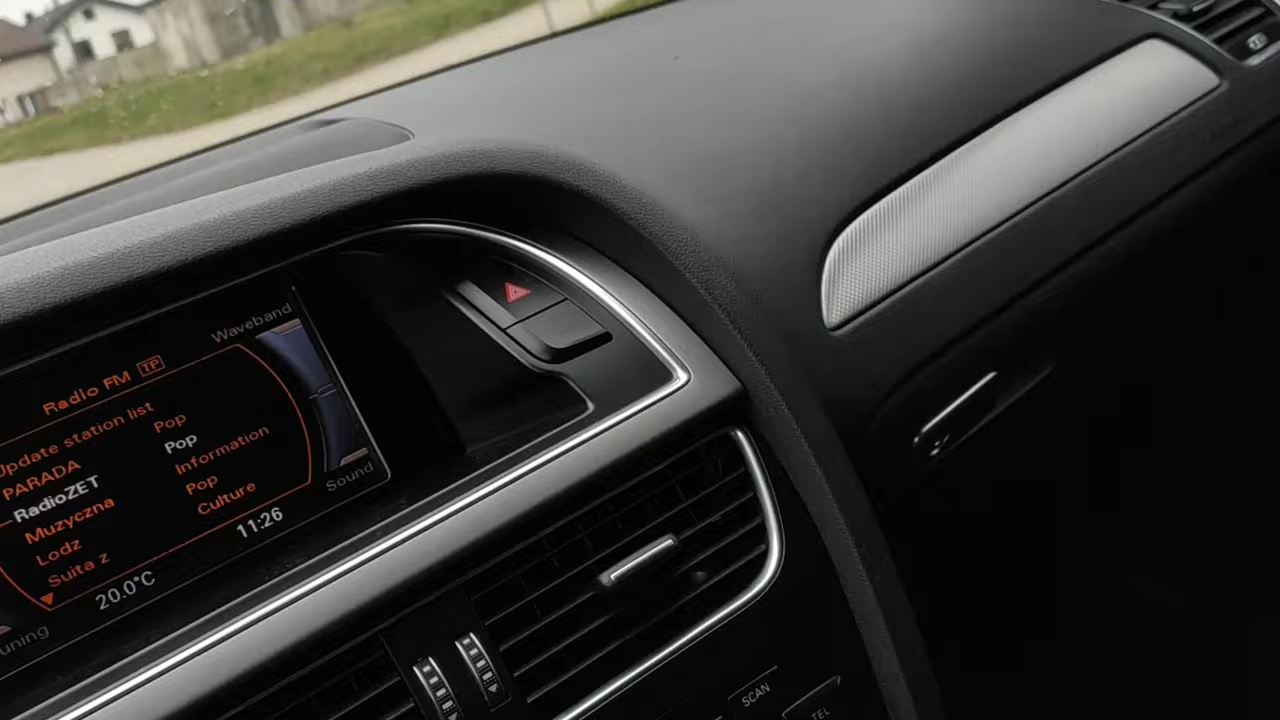 Waveband
Radio FM TP
Update station list
PARADA Pop
RadioZET Pop
Muzyczna Information
Lodz Pop
Suita z Culture
Sound
11:26
20.0°C
uning
SCAN
TEL